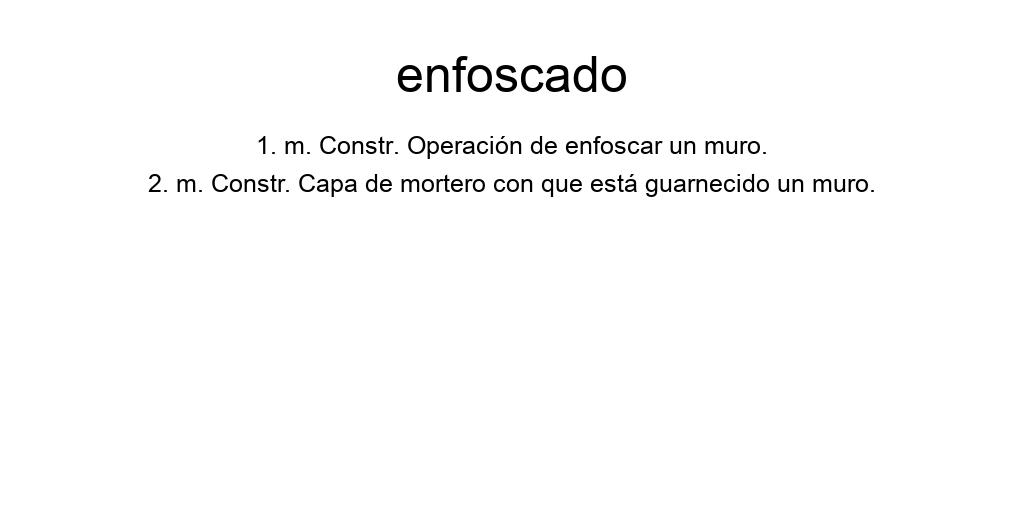 enfoscado
1. m. Constr. Operación de enfoscar un muro.
2. m. Constr. Capa de mortero con que está guarnecido un muro.